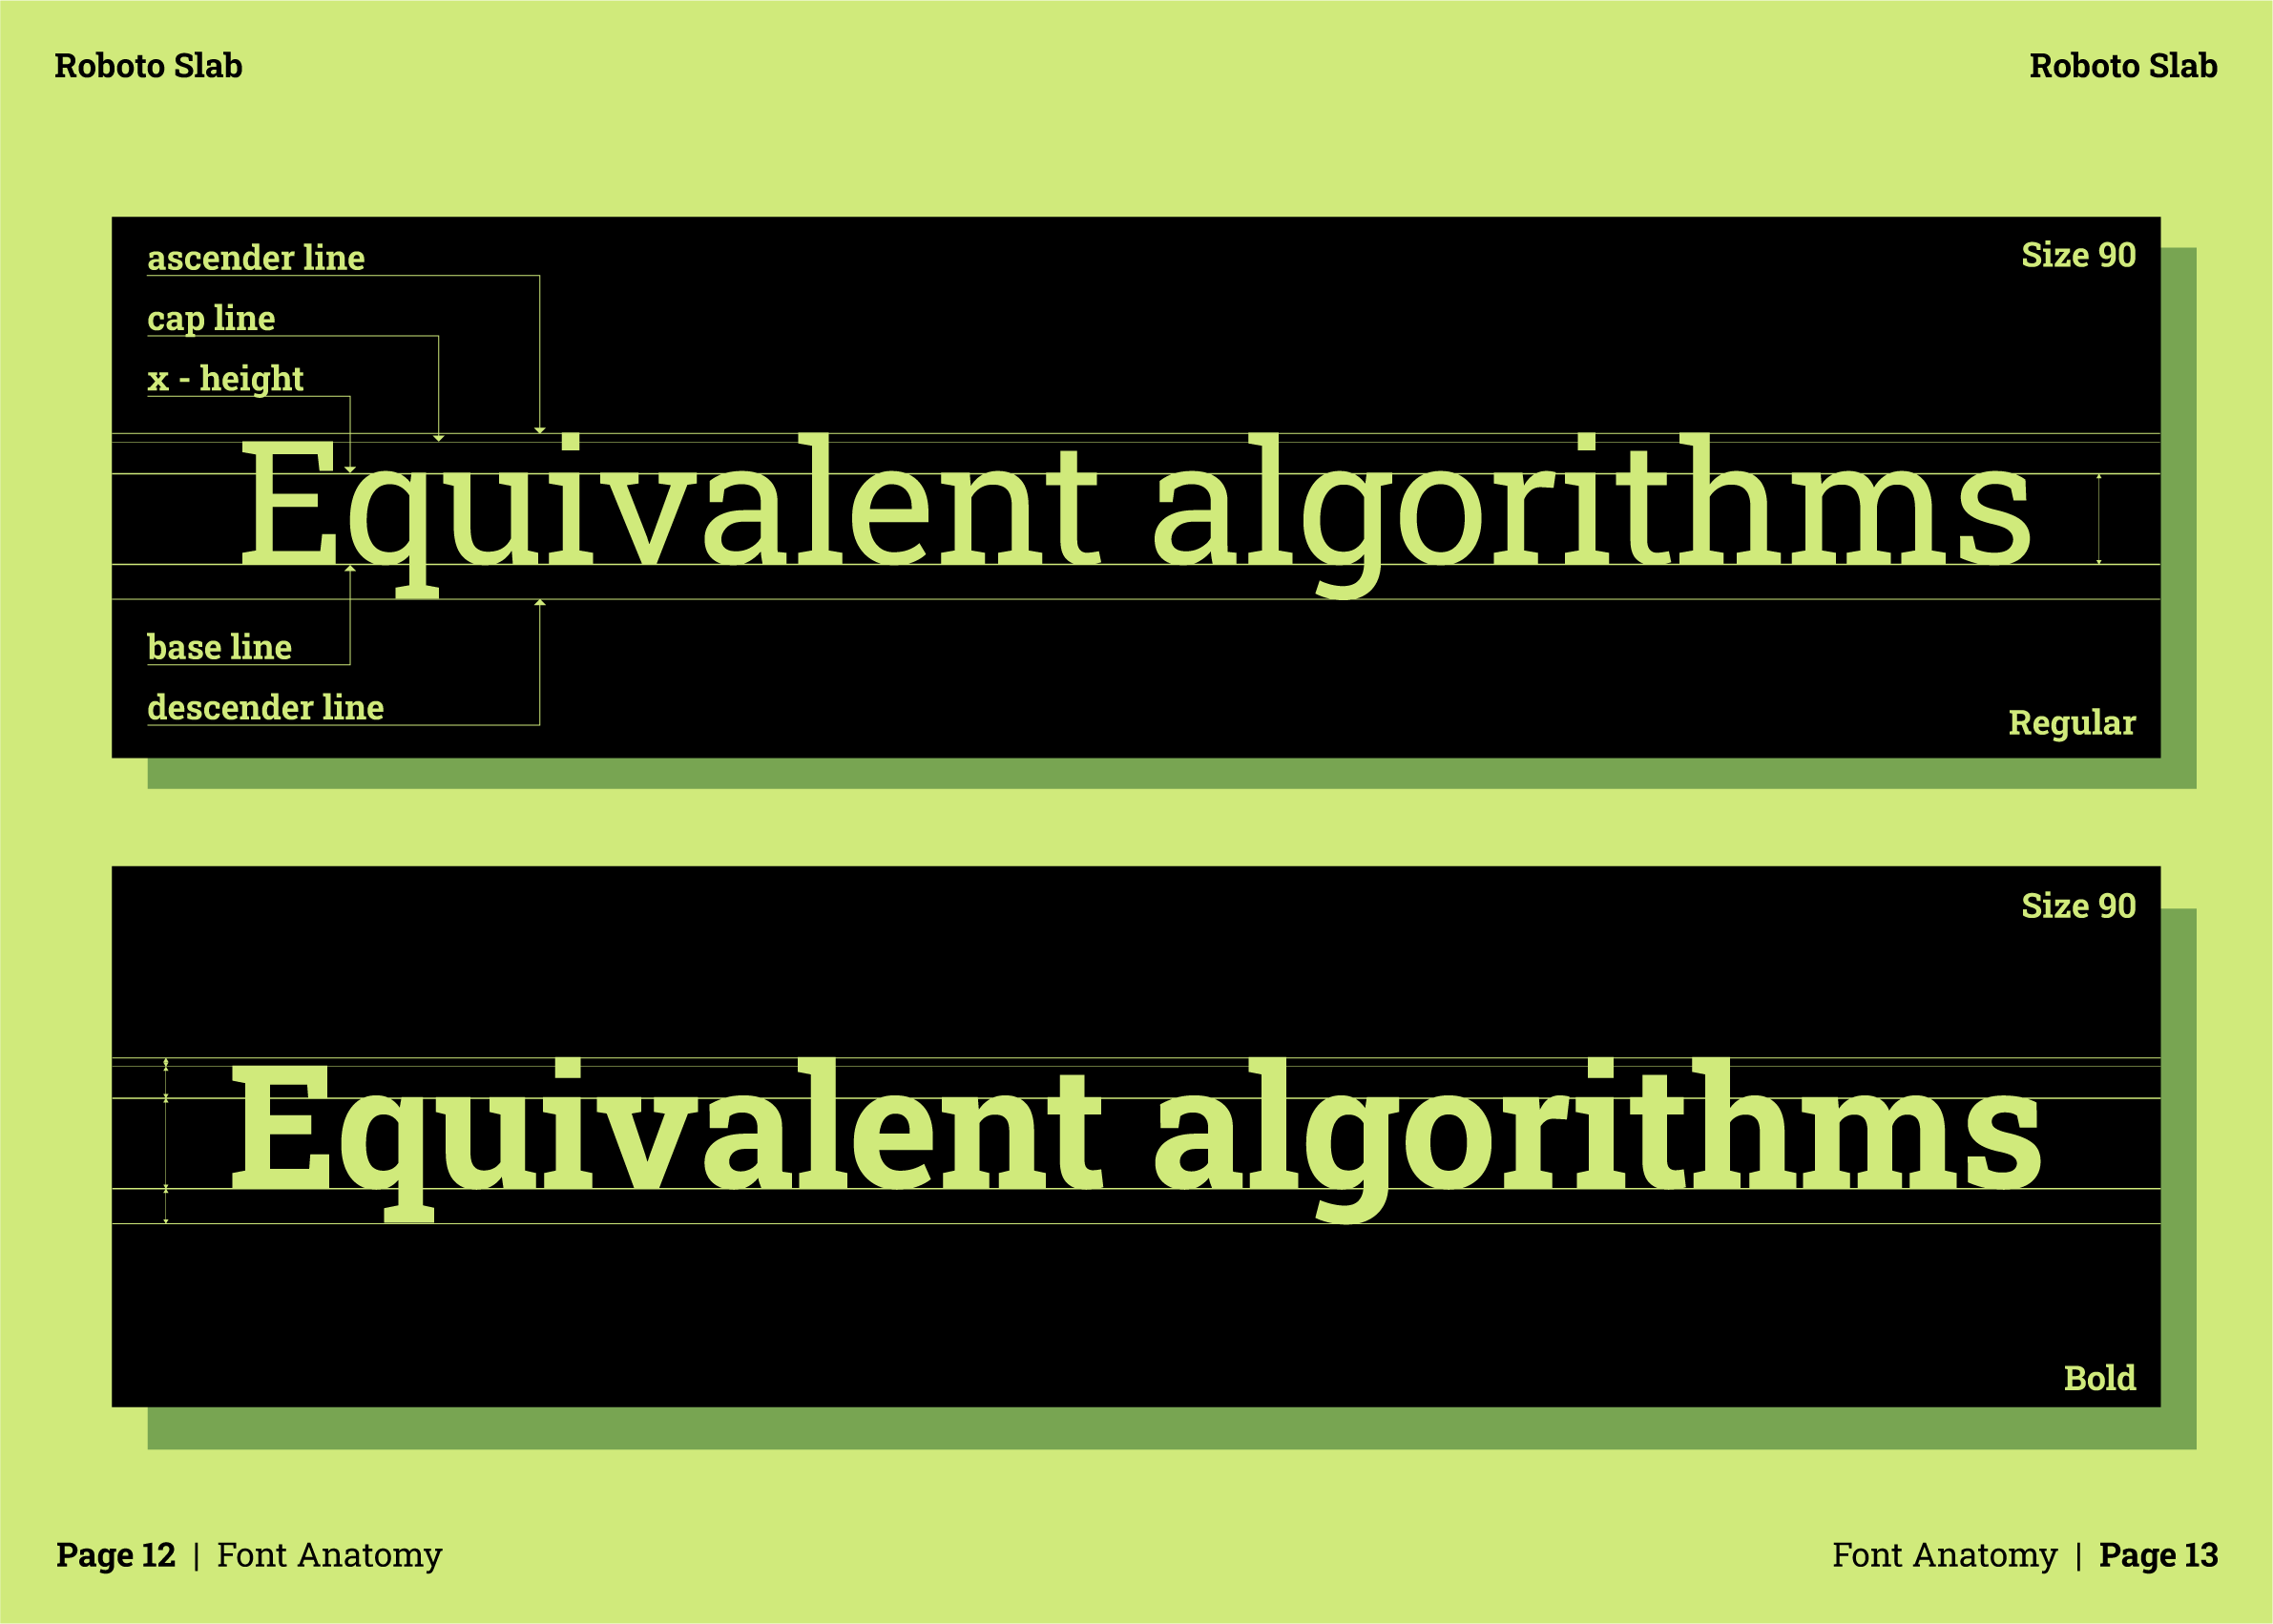 Roboto Slab
Roboto Slab
ascender line
Size 90
cap line
x - height
Equivalent algorithms
base line
descender line
Regular
Size 90
Equivalent algorithms
Bold
Page 12 | Font Anatomy
Font Anatomy | Page 13